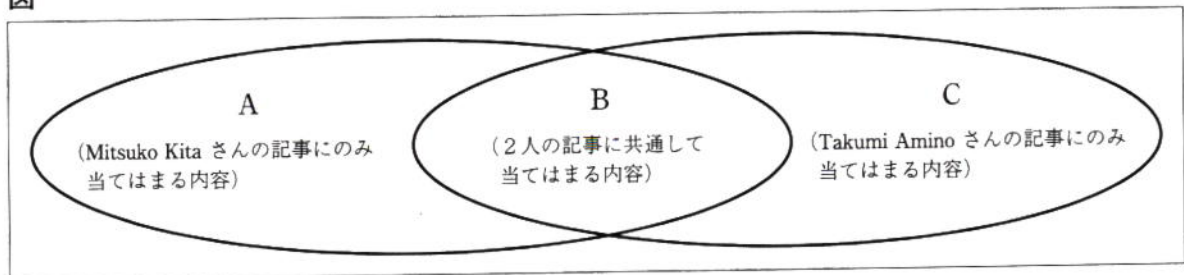 図
A
(Mitsuko Kita さんの記事にのみ
当てはまる内容)
B
(2人の記事に共通して
当てはまる内容)
C
(Takumi Amino さんの記事にのみ
当てはまる内容)